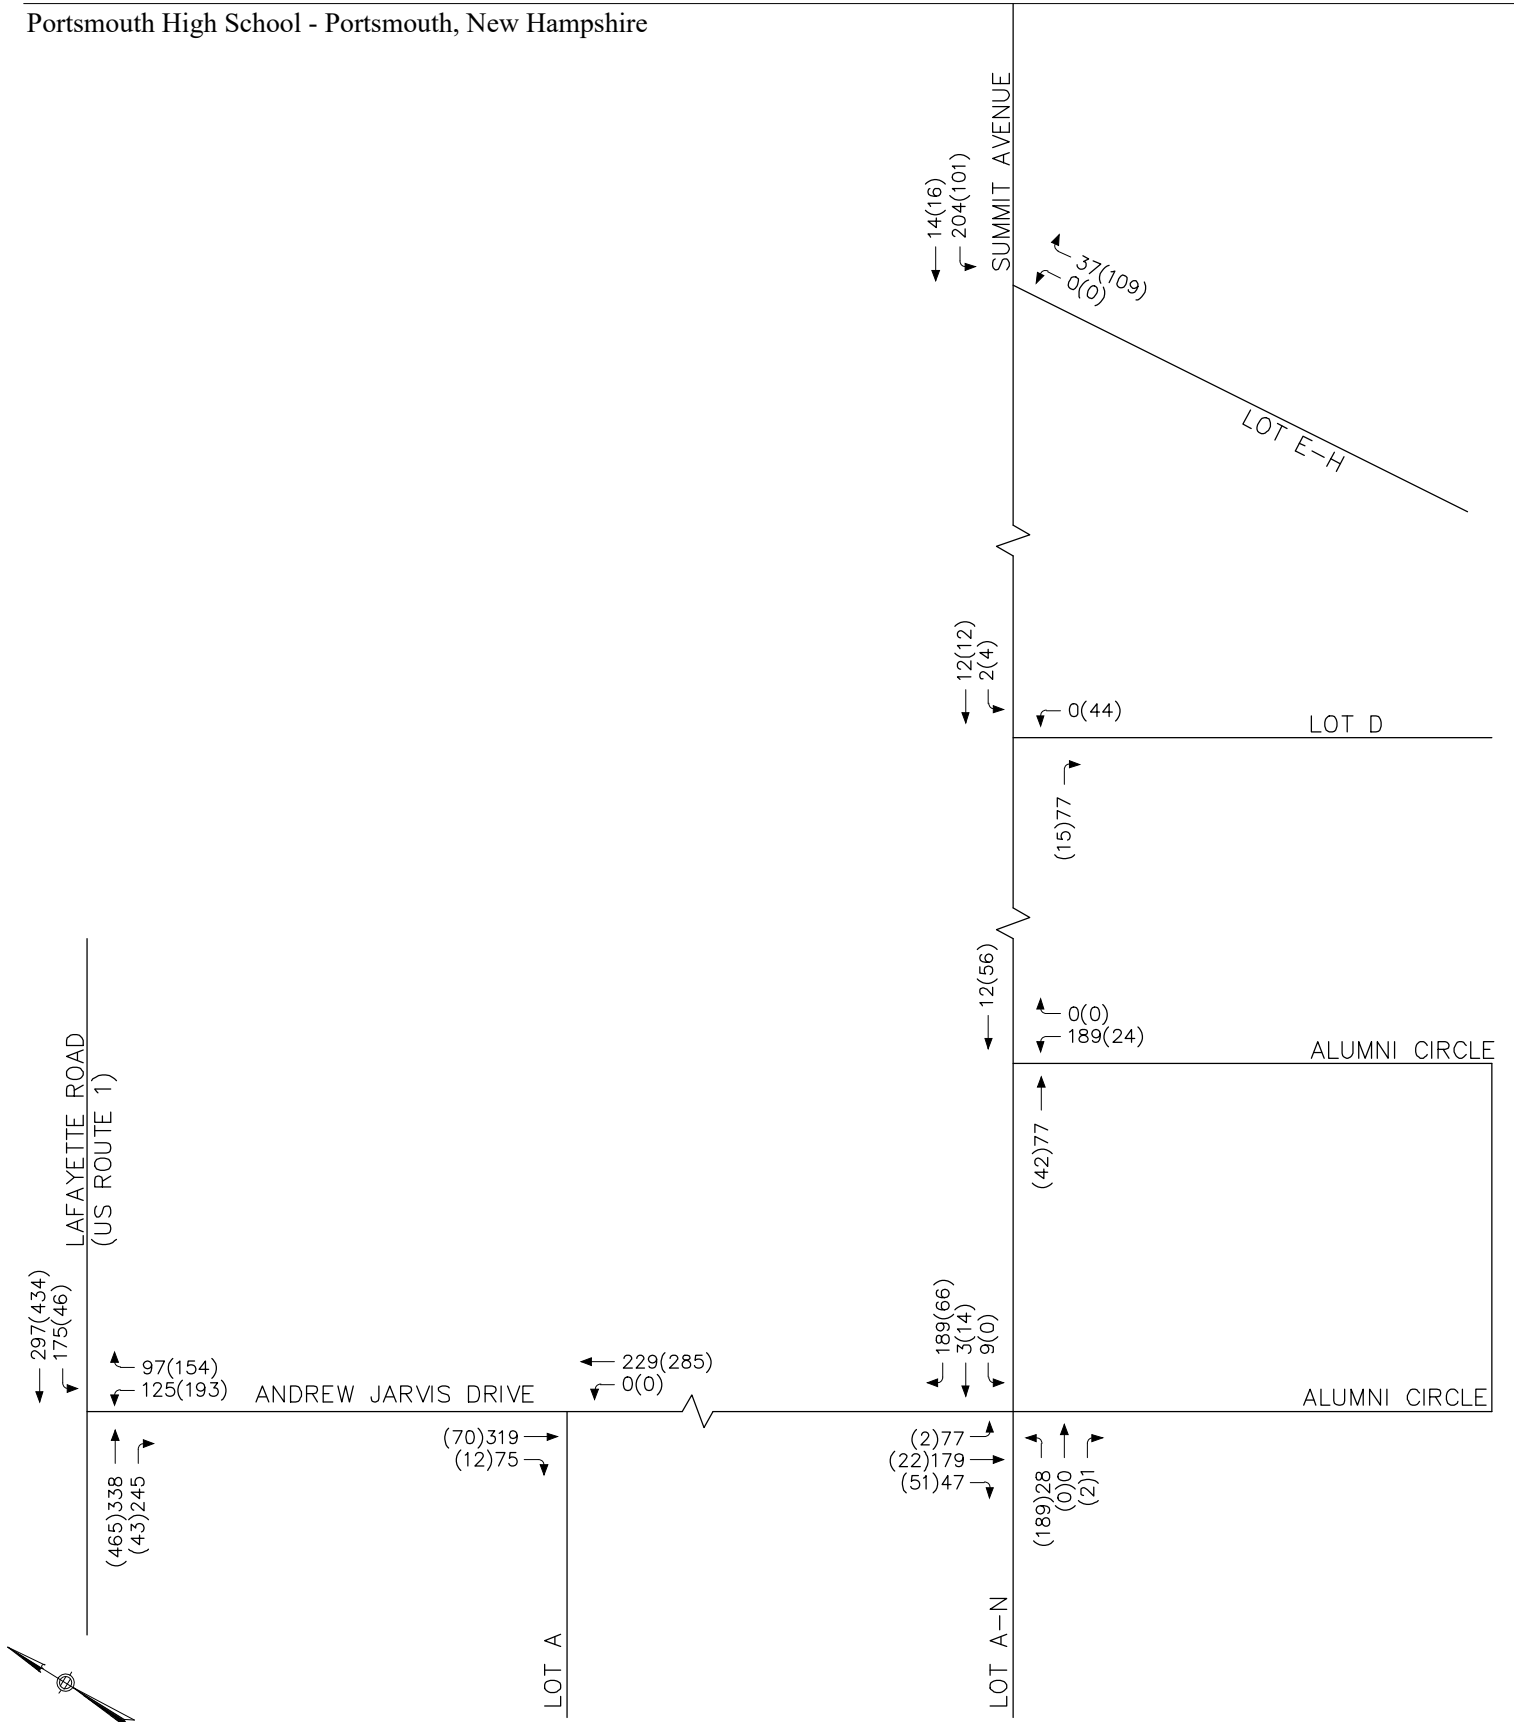 Portsmouth High School - Portsmouth, New Hampshire
SUMMIT AVENUE
14(16)
204(101)
37(109)
0(0)
LOT E-H
12(12)
2(4)
0(44)
LOT D
(15)77
12(56)
0(0)
189(24)
ALUMNI CIRCLE
(42)77
LAFAYETTE ROAD
(US ROUTE 1)
297(434)
175(46)
97(154)
125(193)
ANDREW JARVIS DRIVE
229(285)
0(0)
189(66)
3(14)
9(0)
ALUMNI CIRCLE
(465)338
(43)245
(70)319
(12)75
(2)77
(22)179
(51)47
(189)28
(0)0
(2)1
LOT A
LOT A-N